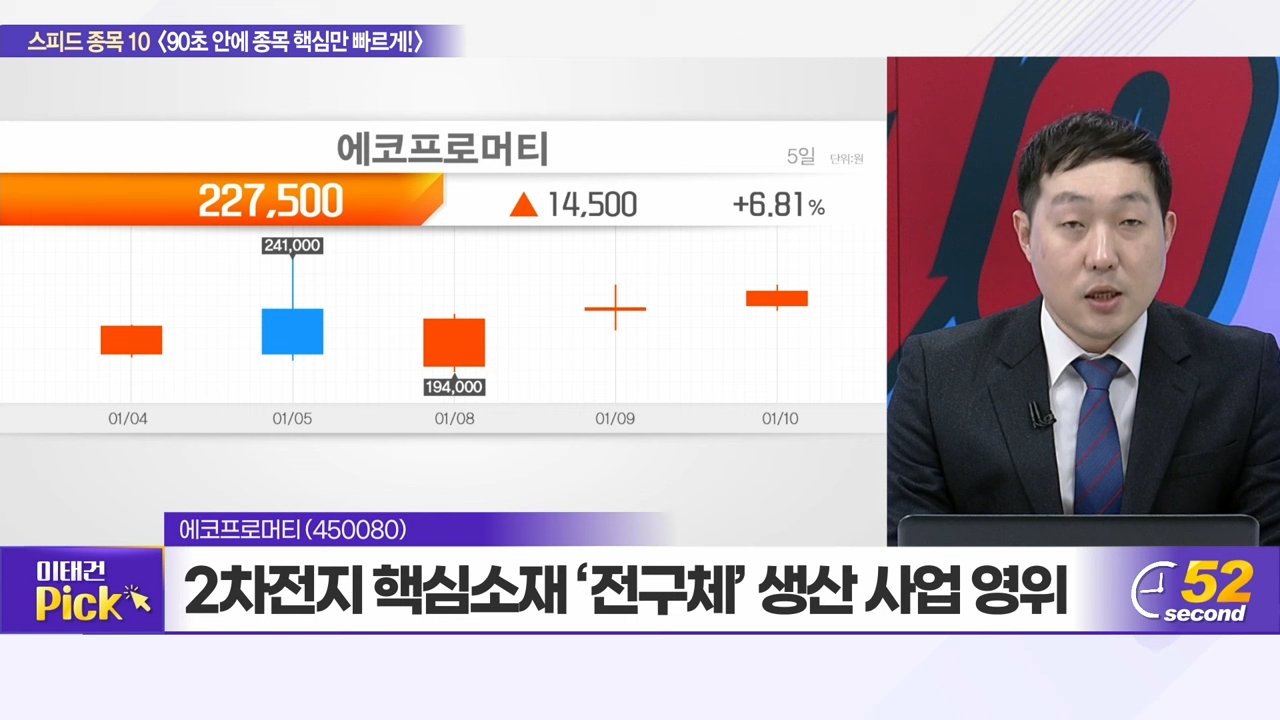 스피드 종목 10 〈90초 안에 종목 핵심만 빠르게!〉
에코프로머티
5일 단위:원
227,500 ▲ 14,500 +6.81%
241,000
194,000
01/04 01/05 01/08 01/09 01/10
에코프로머티(450080)
이태건
Pick
2차전지 핵심소재 ‘전구체’ 생산 사업 영위
52
second